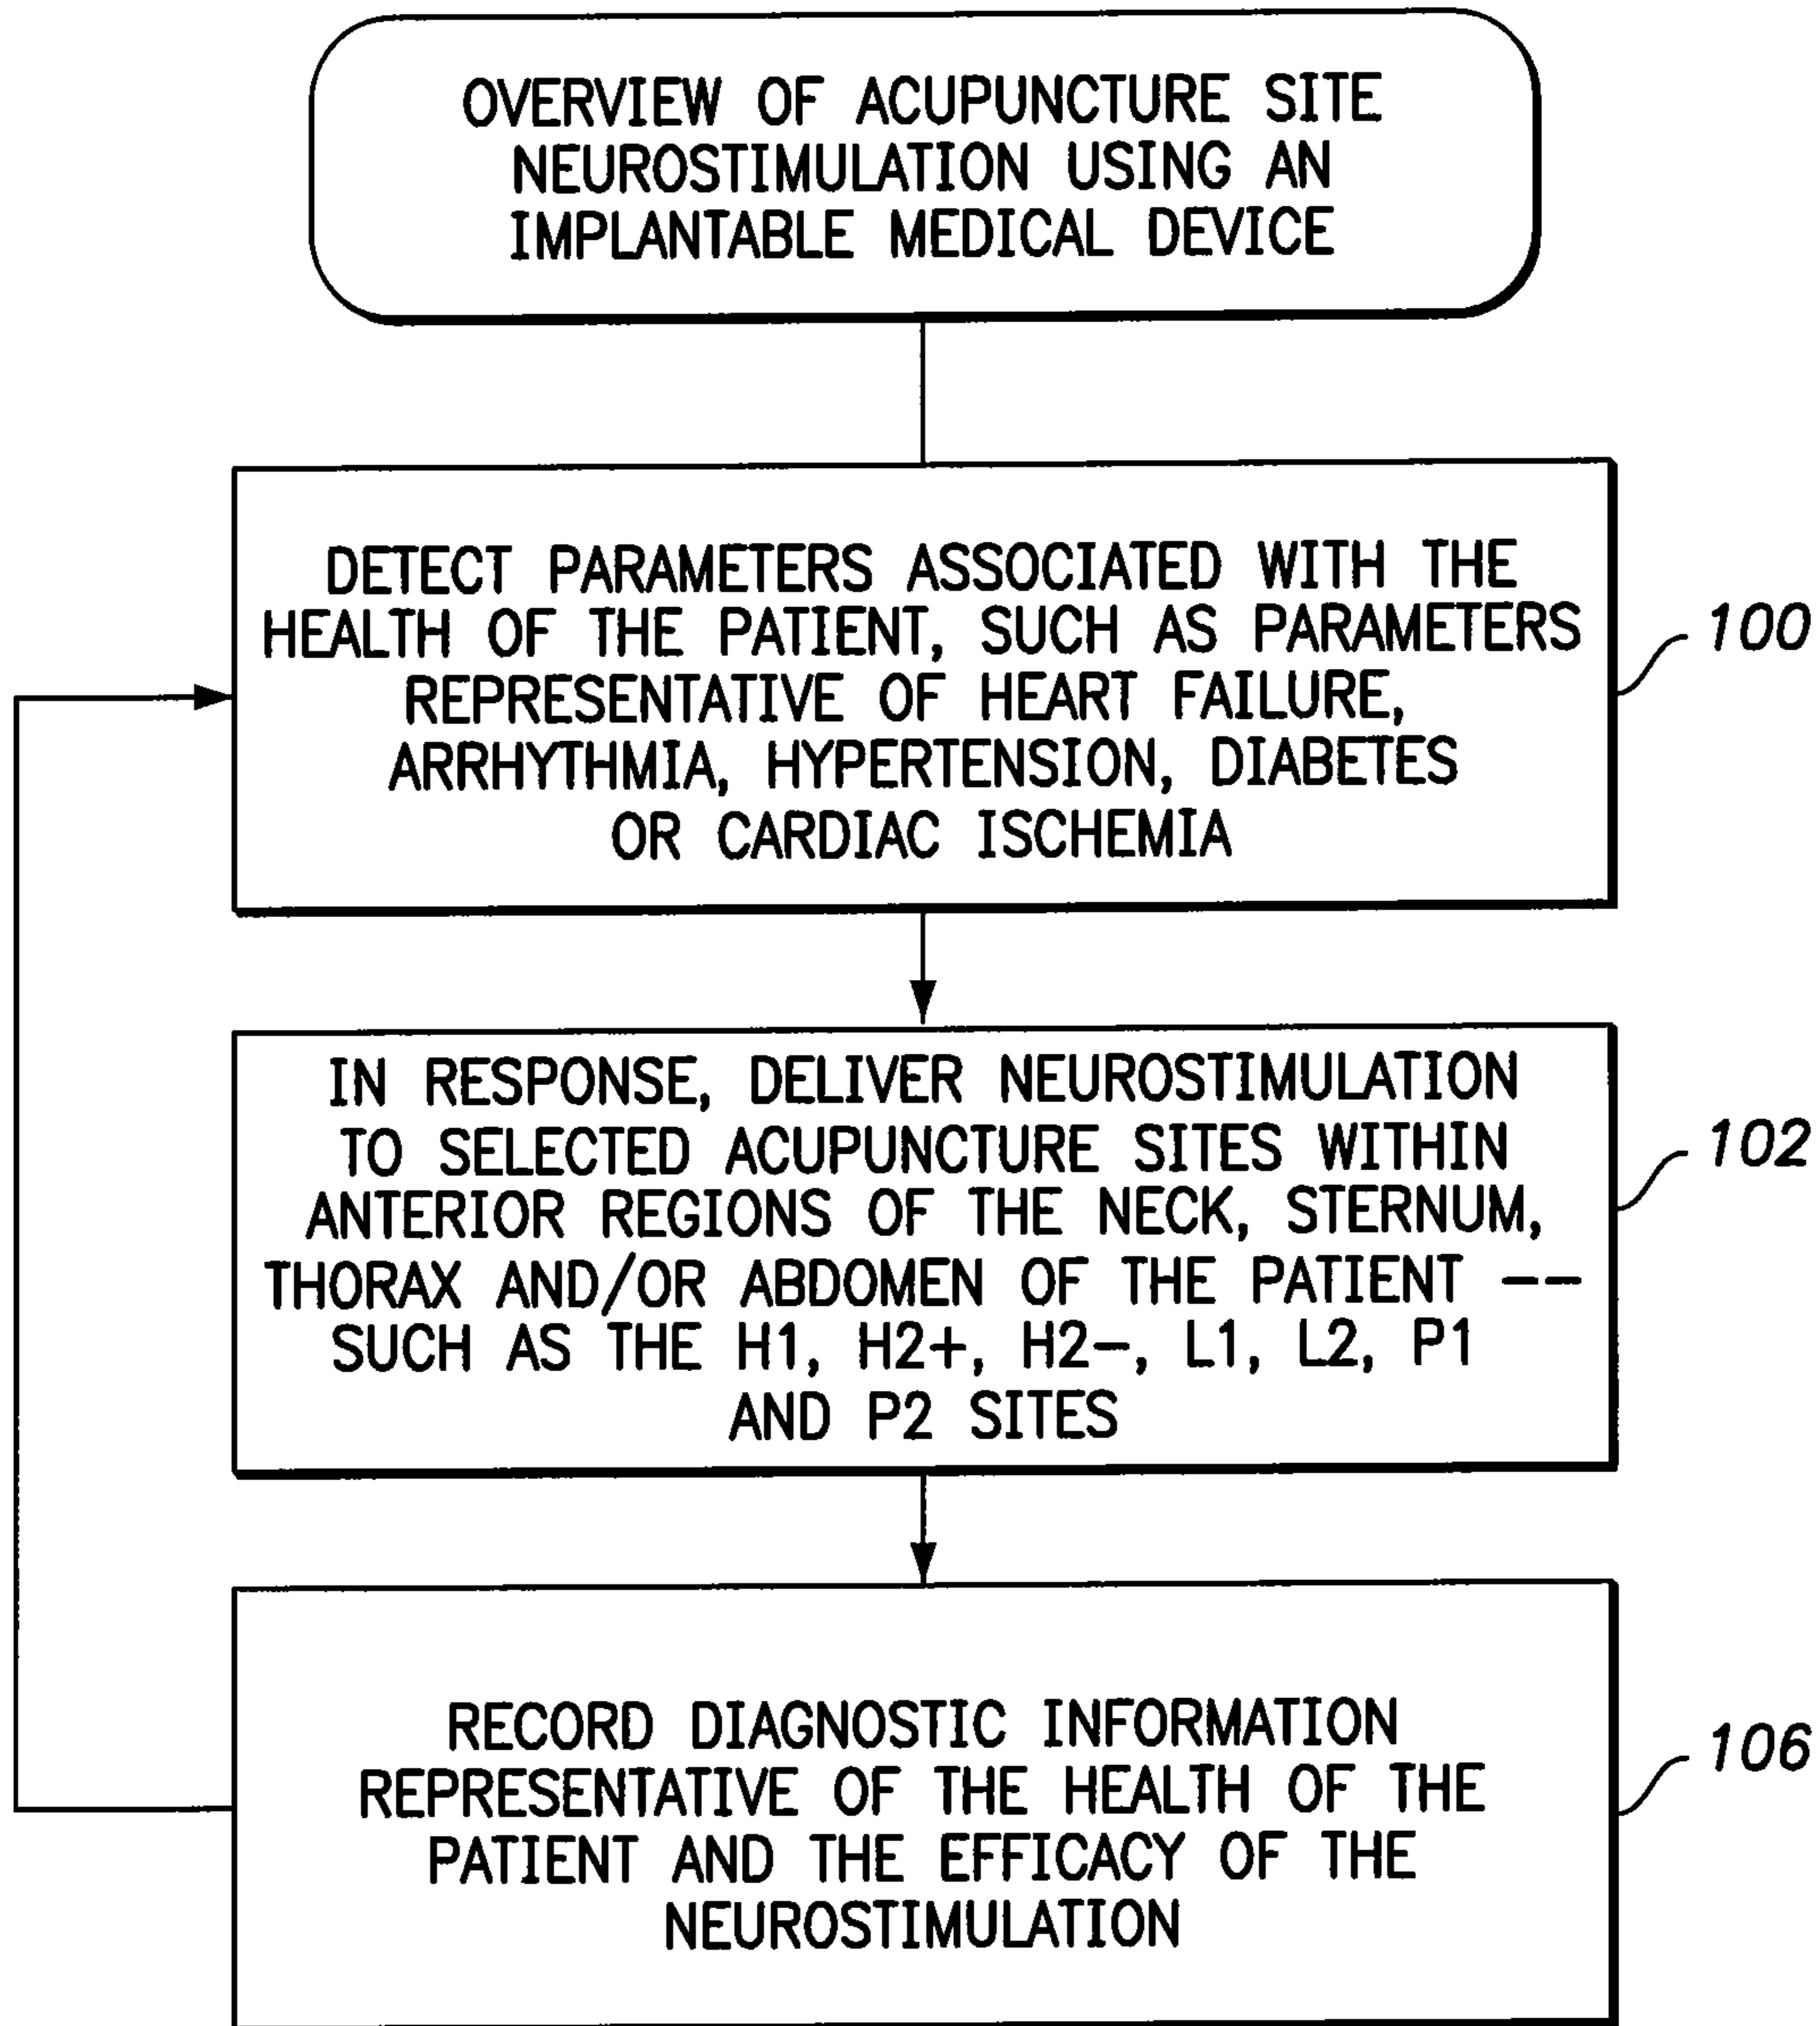 OVERVIEW OF ACUPUNCTURE SITE
NEUROSTIMULATION USING AN
IMPLANTABLE MEDICAL DEVICE
DETECT PARAMETERS ASSOCIATED WITH THE
HEALTH OF THE PATIENT, SUCH AS PARAMETERS
REPRESENTATIVE OF HEART FAILURE,
ARRHYTHMIA, HYPERTENSION, DIABETES
OR CARDIAC ISCHEMIA
100
IN RESPONSE, DELIVER NEUROSTIMULATION
TO SELECTED ACUPUNCTURE SITES WITHIN
ANTERIOR REGIONS OF THE NECK, STERNUM,
THORAX AND/OR ABDOMEN OF THE PATIENT --
SUCH AS THE H1, H2+, H2-, L1, L2, P1
AND P2 SITES
102
RECORD DIAGNOSTIC INFORMATION
REPRESENTATIVE OF THE HEALTH OF THE
PATIENT AND THE EFFICACY OF THE
NEUROSTIMULATION
106